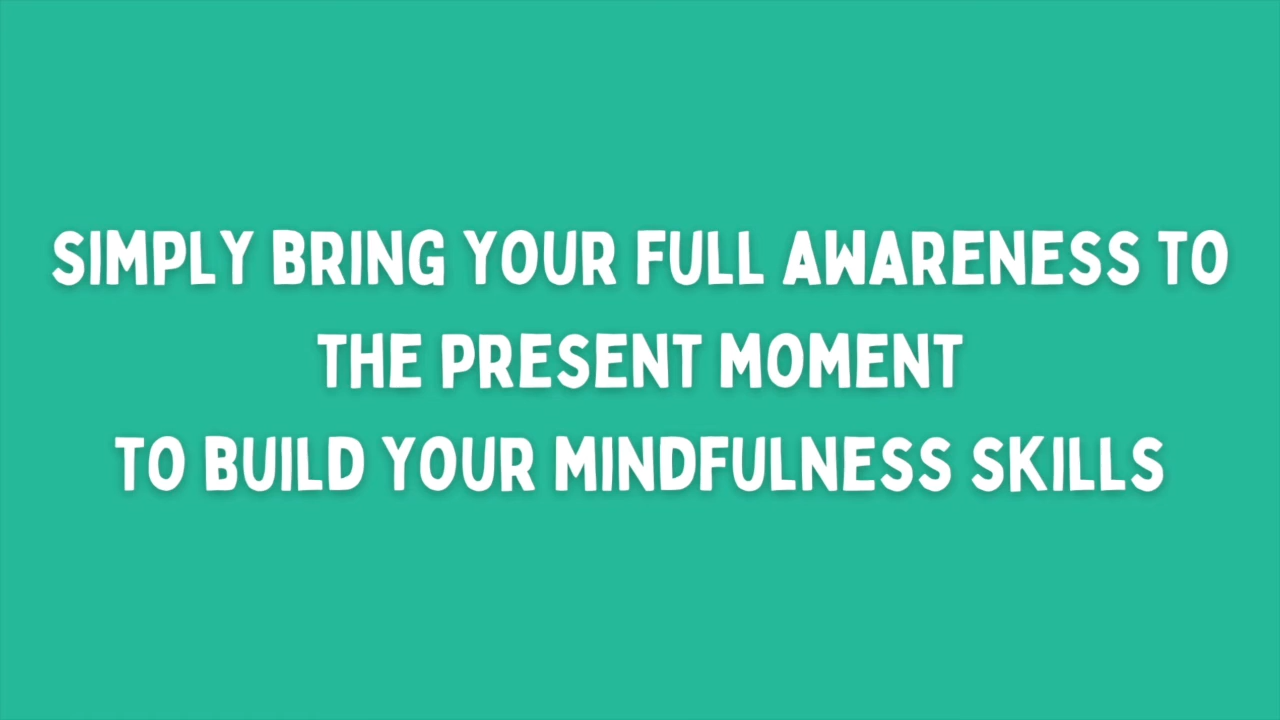 SIMPLY BRING YOUR FULL AWARENESS TO
THE PRESENT MOMENT
TO BUILD YOUR MINDFULNESS SKILLS